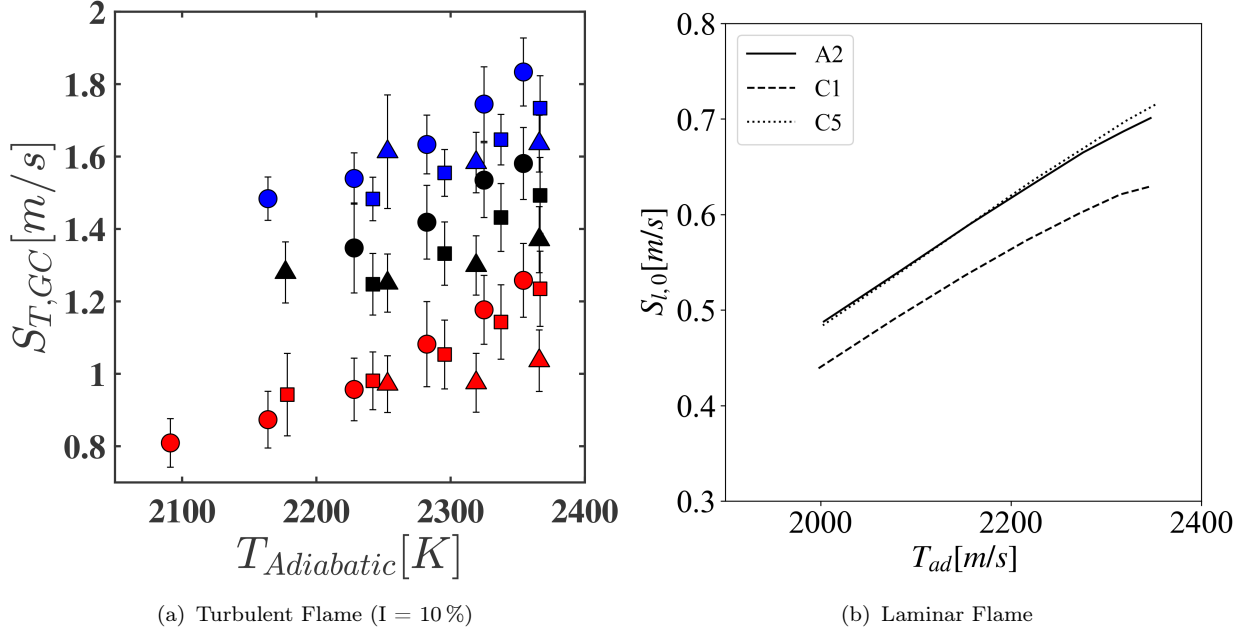 2
1.8
1.6
1.4
1.2
1
0.8
S_{T,GC}[m/s]
2100 2200 2300 2400
T_{Adiabatic}[K]
(a) Turbulent Flame (I = 10 %)
0.8
0.7
0.6
0.5
0.4
0.3
S_{l,0}[m/s]
A2
C1
C5
2000 2200 2400
T_{ad}[m/s]
(b) Laminar Flame